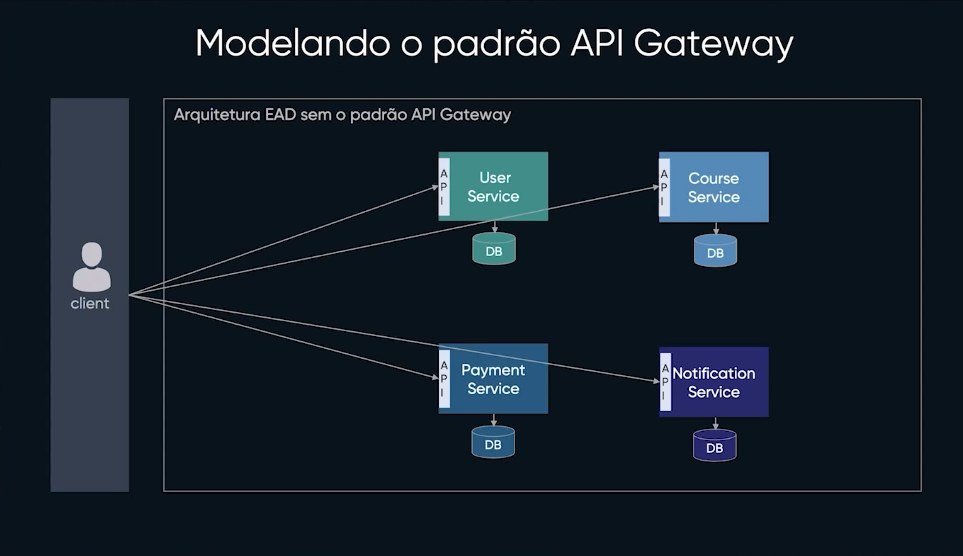 Modelando o padrão API Gateway
Arquitetura EAD sem o padrão API Gateway
client
API
User
Service
DB
API
Course
Service
DB
API
Payment
Service
DB
API
Notification
Service
DB